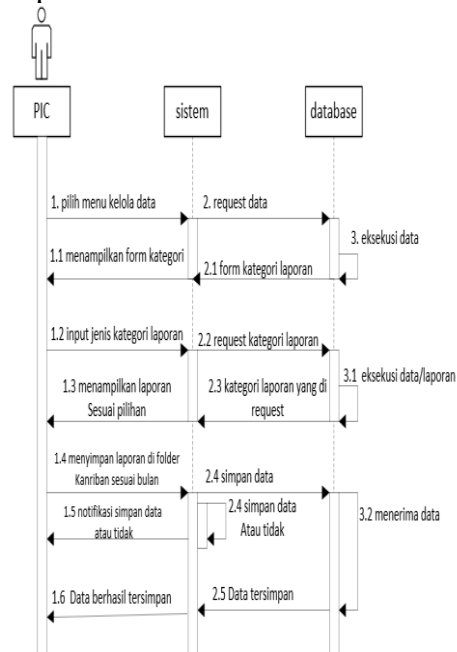 PIC
sistem
database
1. pilih menu kelola data
2. request data
3. eksekusi data
1.1 menampilkan form kategori
2.1 form kategori laporan
1.2 input jenis kategori laporan
2.2 request kategori laporan
3.1 eksekusi data/laporan
1.3 menampilkan laporan
Sesuai pilihan
2.3 kategori laporan yang di
request
1.4 menyimpan laporan di folder
Kanriban sesuai bulan
2.4 simpan data
2.4 simpan data
Atau tidak
3.2 menerima data
1.5 notifikasi simpan data
atau tidak
1.6 Data berhasil tersimpan
2.5 Data tersimpan